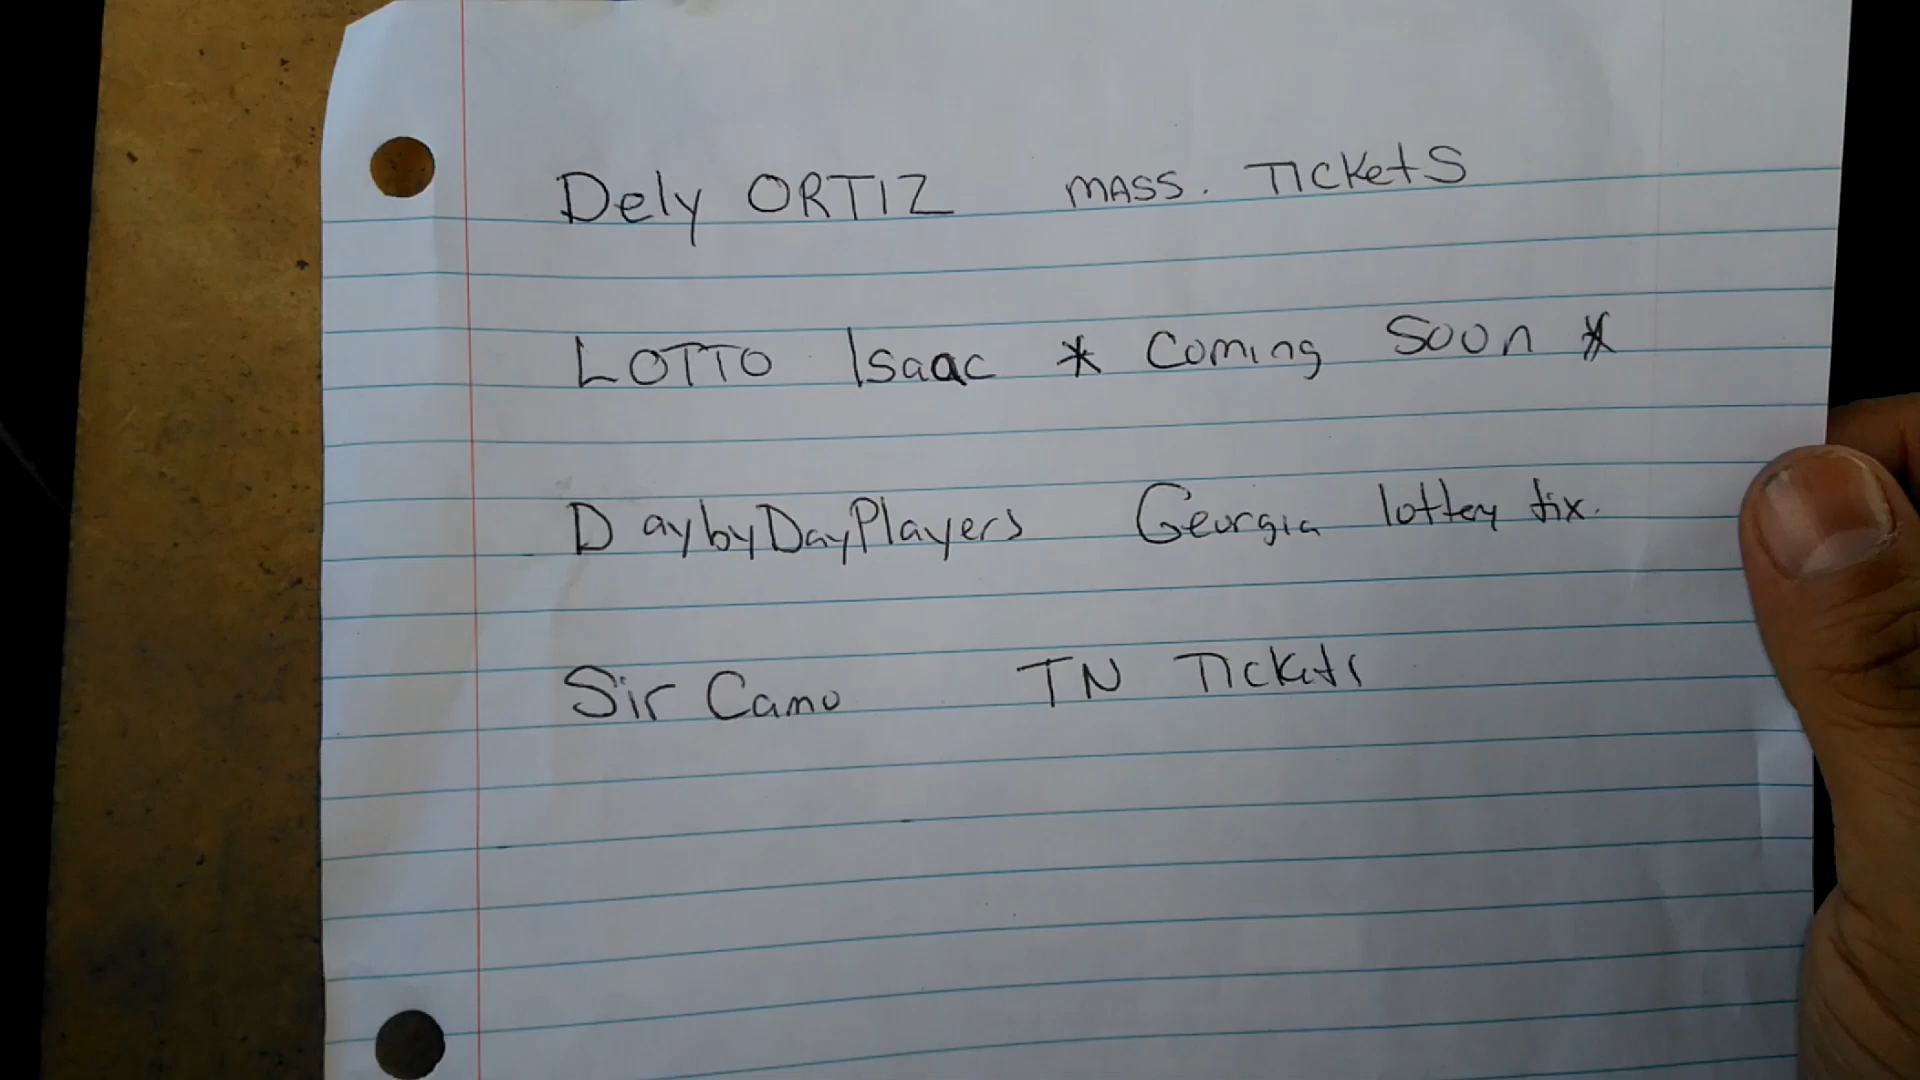 Dely ORTIZ MASS. TICKETS
LOTTO Isaac * Coming Soon *
DaybyDayPlayers Georgia lottery tix.
Sir Camo TN TICKETS